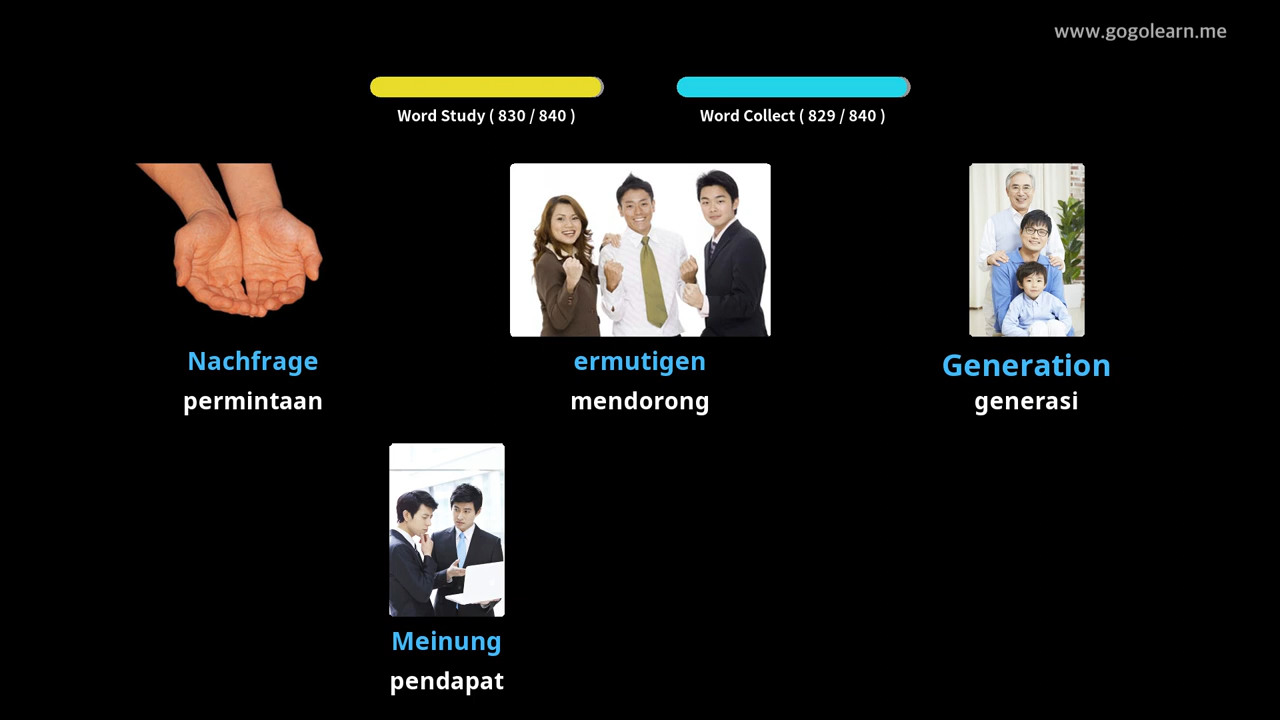 www.gogolearn.me
Word Study ( 830 / 840 )
Word Collect ( 829 / 840 )
Nachfrage
permintaan
ermutigen
mendorong
Generation
generasi
Meinung
pendapat